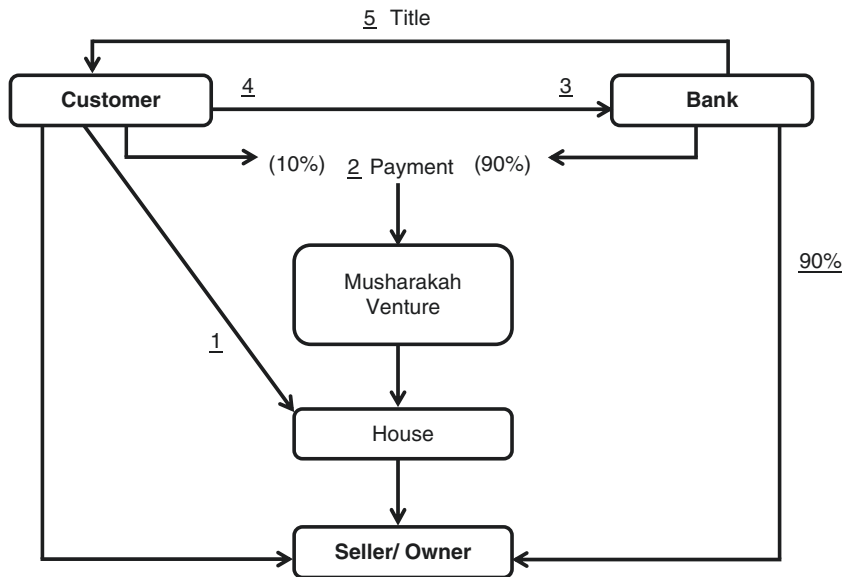 5 Title
Customer
4
3
Bank
(10%) 2 Payment (90%)
90%
Musharakah
Venture
1
House
Seller/ Owner